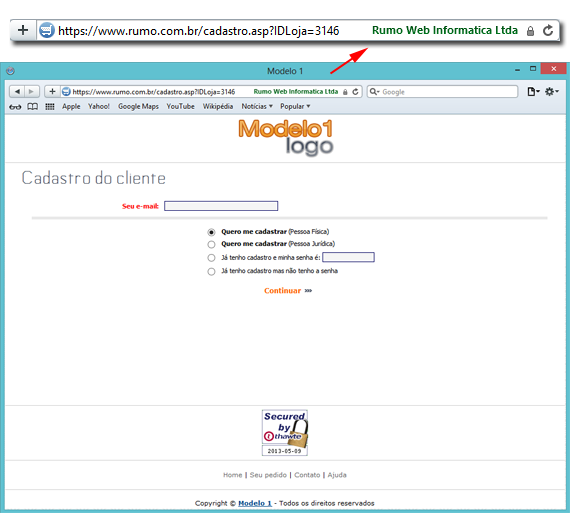 https://www.rumo.com.br/cadastro.asp?IDLoja=3146 Rumo Web Informatica Ltda
Modelo 1
https://www.rumo.com.br/cadastro.asp?IDLoja=3146 Rumo Web Informatica Ltda Google
Apple Yahoo! Google Maps YouTube Wikipédia Notícias Popular
Modelo1
logo
Cadastro do cliente
Seu e-mail:
Quero me cadastrar (Pessoa Física)
Quero me cadastrar (Pessoa Jurídica)
Já tenho cadastro e minha senha é:
Já tenho cadastro mas não tenho a senha
Continuar »»
Secured
by
thawte
2013-05-09
Home | Seu pedido | Contato | Ajuda
Copyright © Modelo 1 - Todos os direitos reservados